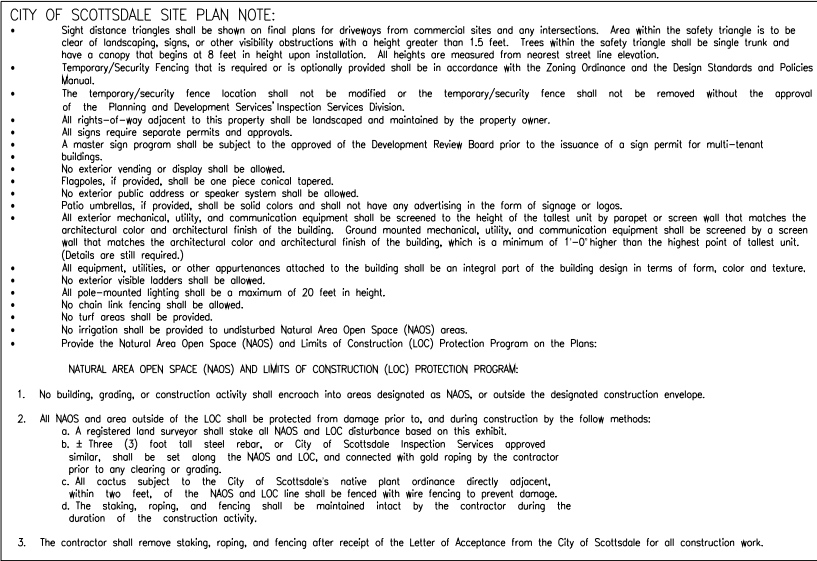 CITY OF SCOTTSDALE SITE PLAN NOTE:
• Sight distance triangles shall be shown on final plans for driveways from commercial sites and any intersections. Area within the safety triangle is to be
clear of landscaping, signs, or other visibility obstructions with a height greater than 1.5 feet. Trees within the safety triangle shall be single trunk and
have a canopy that begins at 8 feet in height upon installation. All heights are measured from nearest street line elevation.
• Temporary/Security Fencing that is required or is optionally provided shall be in accordance with the Zoning Ordinance and the Design Standards and Policies
Manual.
• The temporary/security fence location shall not be modified or the temporary/security fence shall not be removed without the approval
of the Planning and Development Services' Inspection Services Division.
• All rights-of-way adjacent to this property shall be landscaped and maintained by the property owner.
• All signs require separate permits and approvals.
• A master sign program shall be subject to the approved of the Development Review Board prior to the issuance of a sign permit for multi-tenant
• buildings.
• No exterior vending or display shall be allowed.
• Flagpoles, if provided, shall be one piece conical tapered.
• No exterior public address or speaker system shall be allowed.
• Patio umbrellas, if provided, shall be solid colors and shall not have any advertising in the form of signage or logos.
• All exterior mechanical, utility, and communication equipment shall be screened to the height of the tallest unit by parapet or screen wall that matches the
architectural color and architectural finish of the building. Ground mounted mechanical, utility, and communication equipment shall be screened by a screen
wall that matches the architectural color and architectural finish of the building, which is a minimum of 1'-0" higher than the highest point of tallest unit.
(Details are still required.)
• All equipment, utilities, or other appurtenances attached to the building shall be an integral part of the building design in terms of form, color and texture.
• No exterior visible ladders shall be allowed.
• All pole-mounted lighting shall be a maximum of 20 feet in height.
• No chain link fencing shall be allowed.
• No turf areas shall be provided.
• No irrigation shall be provided to undisturbed Natural Area Open Space (NAOS) areas.
• Provide the Natural Area Open Space (NAOS) and Limits of Construction (LOC) Protection Program on the Plans:
NATURAL AREA OPEN SPACE (NAOS) AND LIMITS OF CONSTRUCTION (LOC) PROTECTION PROGRAM:
1. No building, grading, or construction activity shall encroach into areas designated as NAOS, or outside the designated construction envelope.
2. All NAOS and area outside of the LOC shall be protected from damage prior to, and during construction by the follow methods:
a. A registered land surveyor shall stake all NAOS and LOC disturbance based on this exhibit.
b. ± Three (3) foot tall steel rebar, or City of Scottsdale Inspection Services approved
similar, shall be set along the NAOS and LOC, and connected with gold roping by the contractor
prior to any clearing or grading.
c. All cactus subject to the City of Scottsdale's native plant ordinance directly adjacent,
within two feet, of the NAOS and LOC line shall be fenced with wire fencing to prevent damage.
d. The staking, roping, and fencing shall be maintained intact by the contractor during the
duration of the construction activity.
3. The contractor shall remove staking, roping, and fencing after receipt of the Letter of Acceptance from the City of Scottsdale for all construction work.